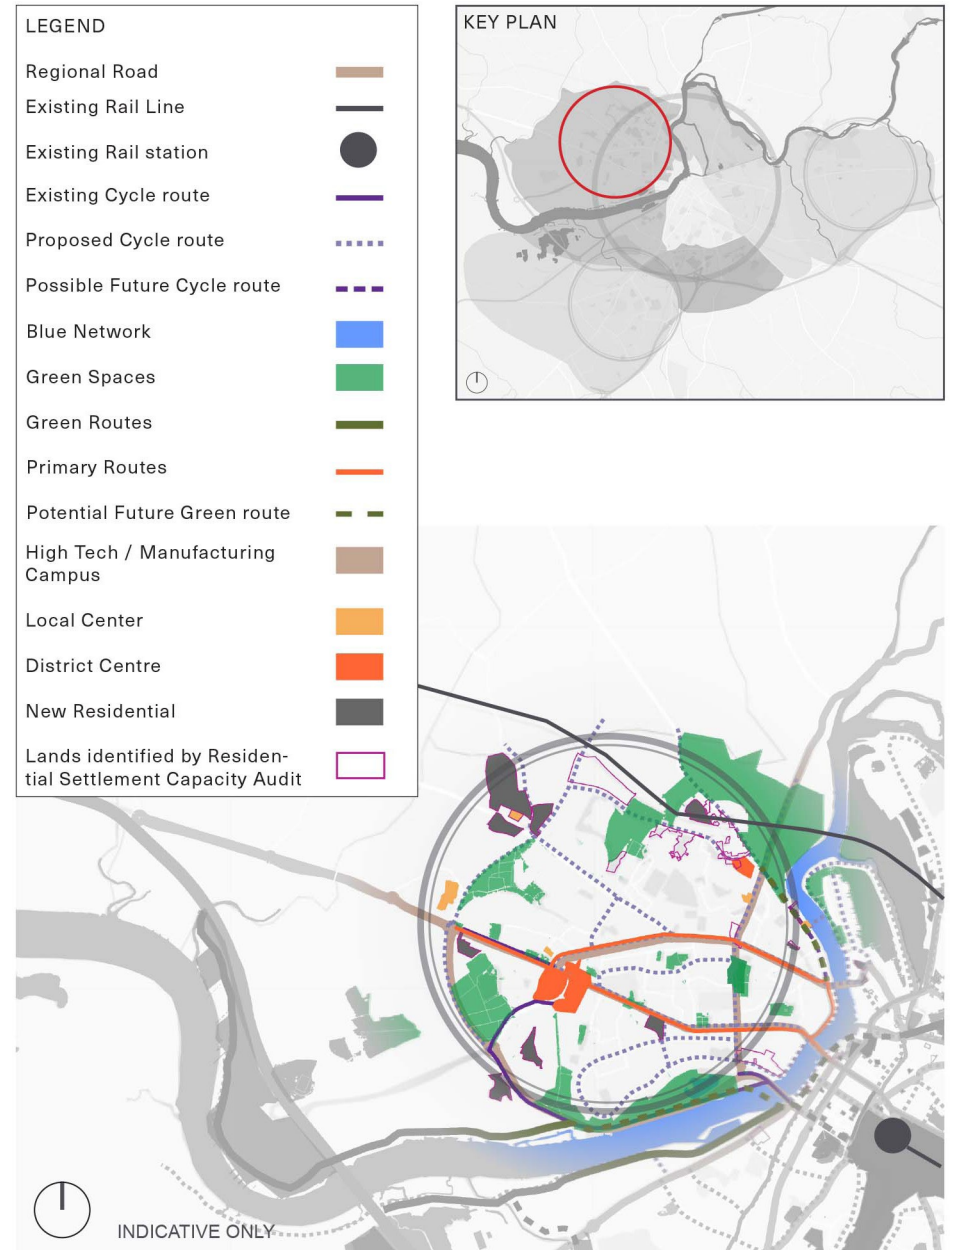 LEGEND
Regional Road
Existing Rail Line
Existing Rail station
Existing Cycle route
Proposed Cycle route
Possible Future Cycle route
Blue Network
Green Spaces
Green Routes
Primary Routes
Potential Future Green route
High Tech / Manufacturing
Campus
Local Center
District Centre
New Residential
Lands identified by Residen-
tial Settlement Capacity Audit
KEY PLAN
INDICATIVE ONLY